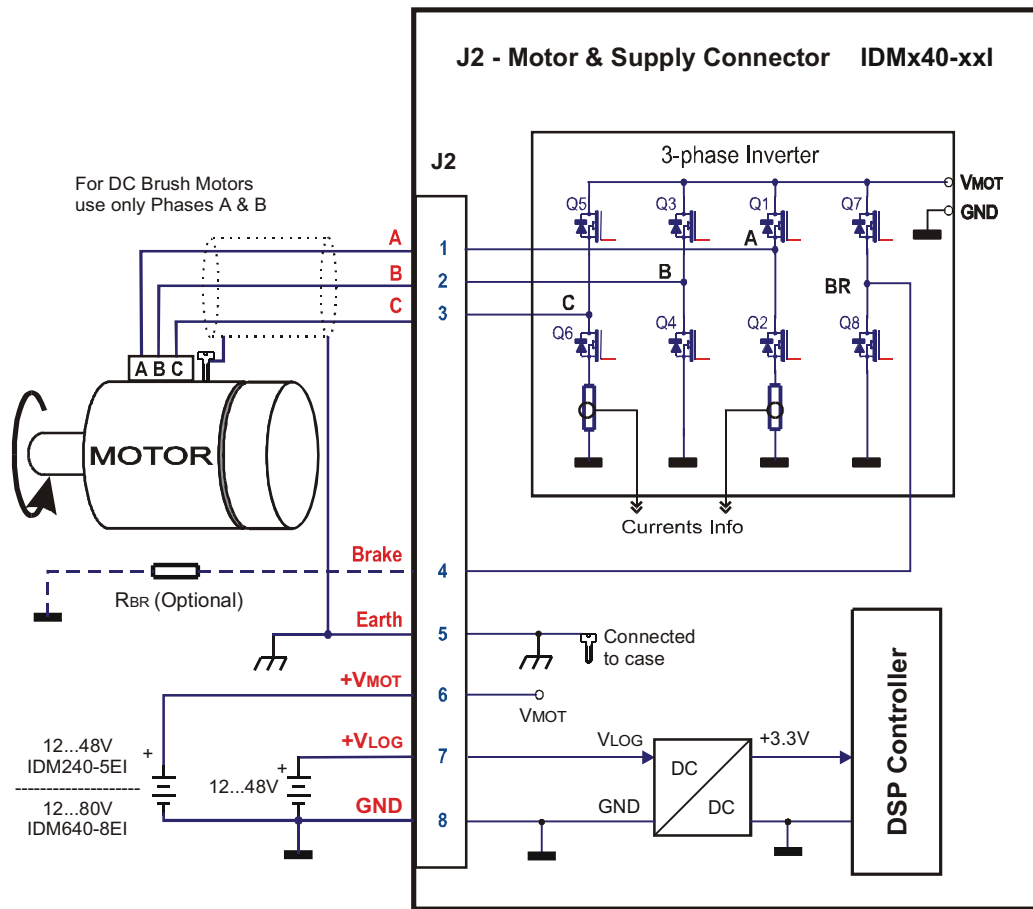 J2 - Motor & Supply Connector IDMx40-xxI
J2
3-phase Inverter
VMOT
GND
For DC Brush Motors
use only Phases A & B
Q5
Q3
Q1
Q7
A
1
A
B
2
B
BR
C
3
C
Q6
Q4
Q2
Q8
A B C
MOTOR
Currents Info
Brake
4
RBR (Optional)
Earth
5
Connected
to case
+VMOT
6
VMOT
+VLOG
7
VLOG
+3.3V
12...48V
+
IDM240-5EI
--------------------
12...80V
IDM640-8EI
+
12...48V
DC
DC
GND
8
GND
DSP Controller